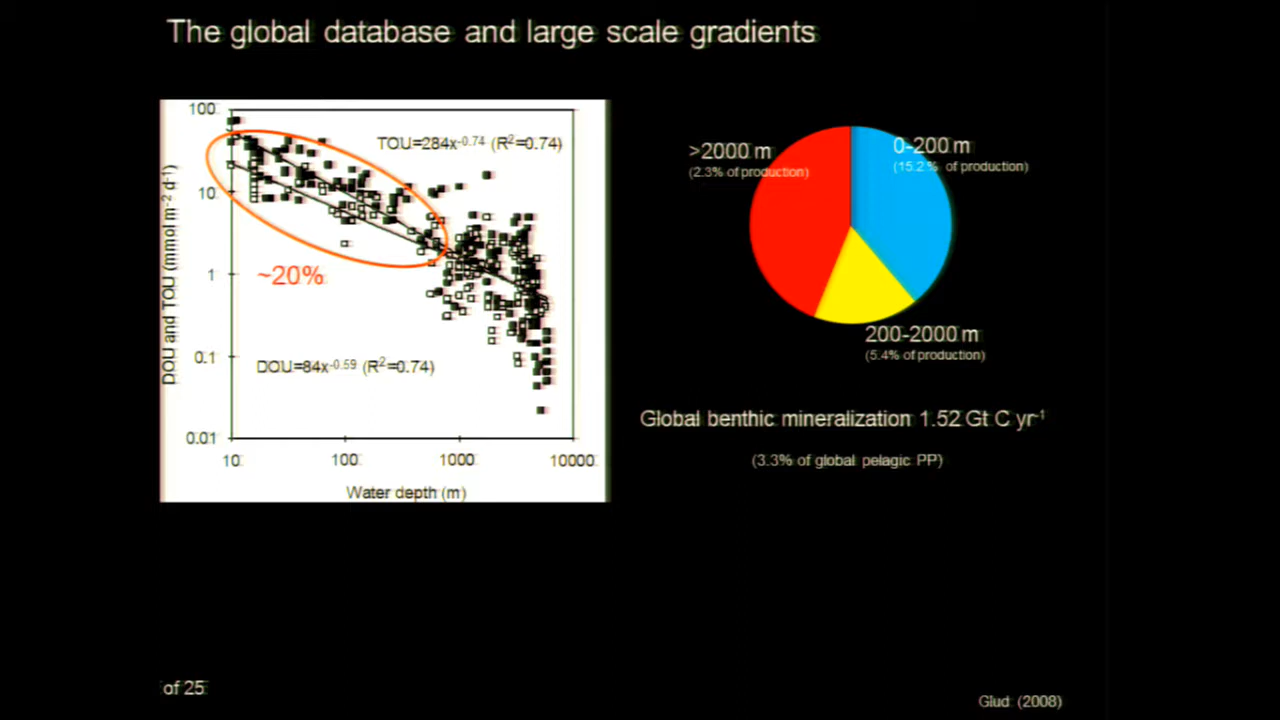 The global database and large scale gradients
100
10
1
0.1
0.01
10
100
1000
10000
DOU and TOU (mmol m⁻² d⁻¹)
Water depth (m)
TOU=284x⁻⁰·⁷⁴ (R²=0.74)
~20%
DOU=84x⁻⁰·⁵⁹ (R²=0.74)
>2000 m
(2.3% of production)
0-200 m
(15.2% of production)
200-2000 m
(5.4% of production)
Global benthic mineralization 1.52 Gt C yr⁻¹
(3.3% of global pelagic PP)
of 25
Glud (2008)